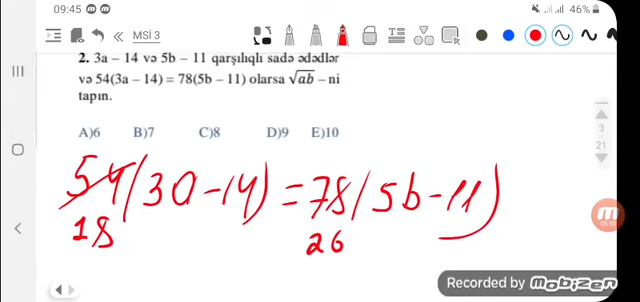 09:45
46%
MSİ 3
2. 3a – 14 və 5b – 11 qarşılıqlı sadə ədədlər
və 54(3a – 14) = 78(5b – 11) olarsa √ab – ni
tapın.
A)6 B)7 C)8 D)9 E)10
54(3a-14)=78(5b-11)
18 26
3
21
05:10
Recorded by Mobizen